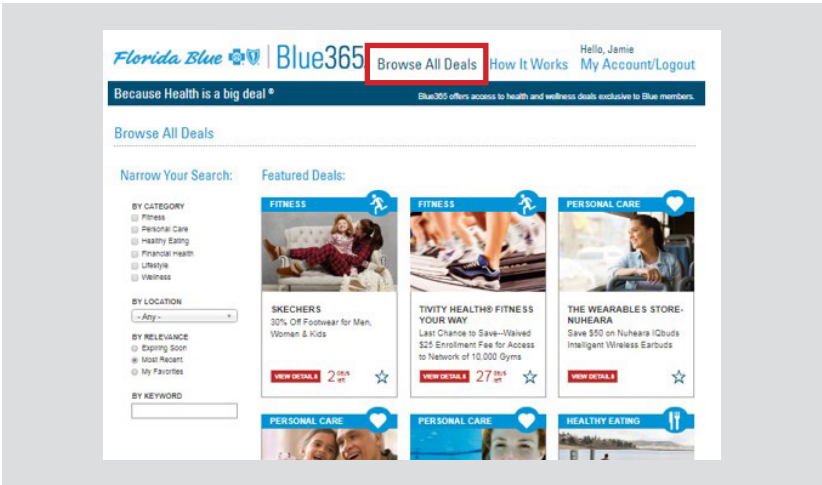 Florida Blue | Blue365
Browse All Deals
How It Works
Hello, Jamie
My Account/Logout
Because Health is a big deal ®
Blue365 offers access to health and wellness deals exclusive to Blue members.
Browse All Deals
Narrow Your Search:
BY CATEGORY
Fitness
Personal Care
Healthy Eating
Financial Health
Lifestyle
Wellness
BY LOCATION
- Any -
BY RELEVANCE
Expiring Soon
Most Recent
My Favorites
BY KEYWORD
Featured Deals:
FITNESS
SKECHERS
30% Off Footwear for Men,
Women & Kids
VIEW DETAILS
2 days left
FITNESS
TIVITY HEALTH® FITNESS
YOUR WAY
Last Chance to Save--Waived
$25 Enrollment Fee for Access
to Network of 10,000 Gyms
VIEW DETAILS
27 days left
PERSONAL CARE
THE WEARABLES STORE-
NUHEARA
Save $50 on Nuheara IQbuds
Intelligent Wireless Earbuds
VIEW DETAILS
PERSONAL CARE
PERSONAL CARE
HEALTHY EATING